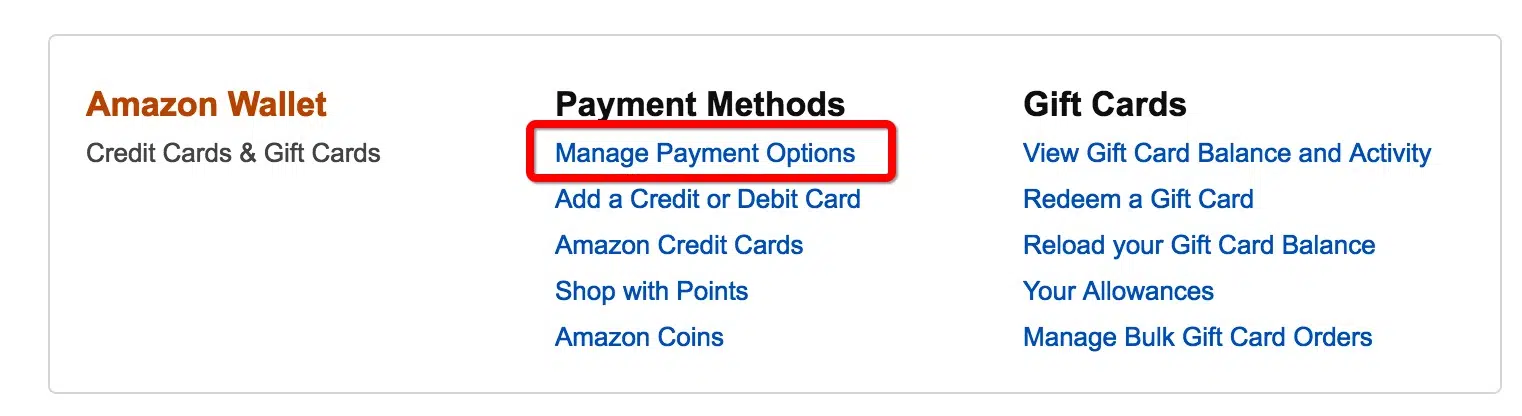 Amazon Wallet
Credit Cards & Gift Cards
Payment Methods
Manage Payment Options
Add a Credit or Debit Card
Amazon Credit Cards
Shop with Points
Amazon Coins
Gift Cards
View Gift Card Balance and Activity
Redeem a Gift Card
Reload your Gift Card Balance
Your Allowances
Manage Bulk Gift Card Orders